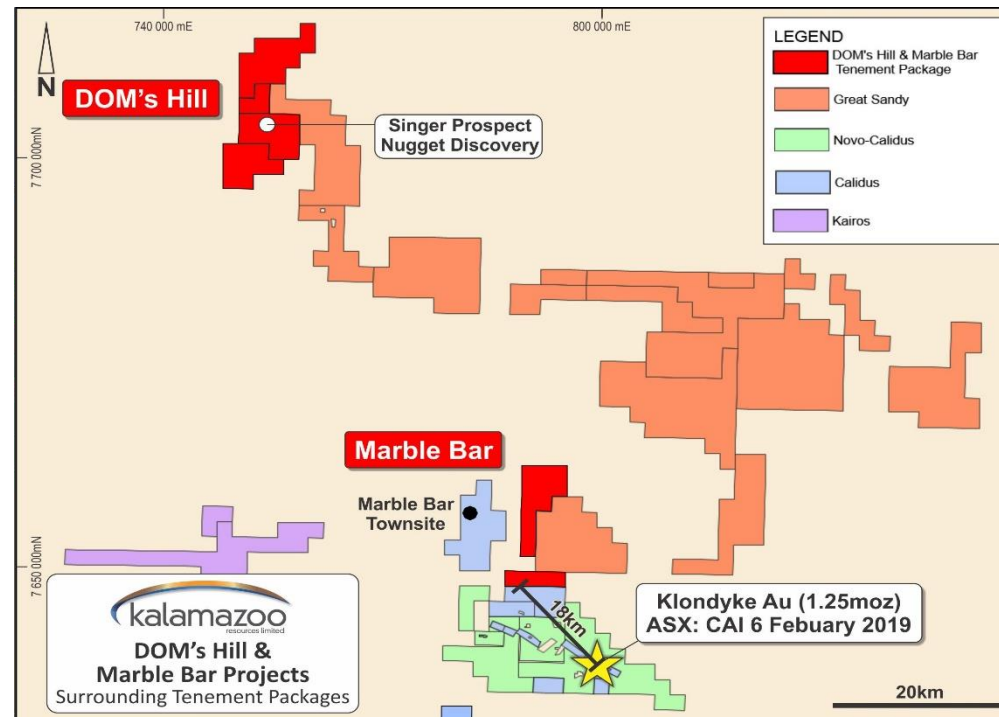 740 000 mE
800 000 mE
N
DOM's Hill
Singer Prospect
Nugget Discovery
7 700 000mN
LEGEND
DOM's Hill & Marble Bar
Tenement Package
Great Sandy
Novo-Calidus
Calidus
Kairos
Marble Bar
Marble Bar
Townsite
7 650 000mN
18km
Klondyke Au (1.25moz)
ASX: CAI 6 Febuary 2019
kalamazoo
resources limited
DOM's Hill &
Marble Bar Projects
Surrounding Tenement Packages
20km